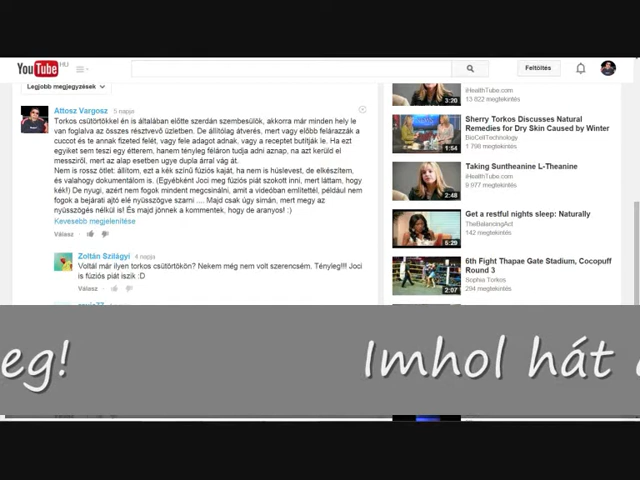 YouTube HU
Feltöltés
Legjobb megjegyzések
Attosz Vargosz 5 napja
Torkos csütörtökkel én is általában előtte szerdán szembesülök, akkorra már minden hely le
van foglalva az összes résztvevő üzletben. De állítólag átverés, mert vagy előbb felárazzák a
cuccot és te annak fizeted felét, vagy fele adagot adnak, vagy a receptet butítják le. Ha ezt
egyiket sem teszi egy étterem, hanem tényleg féláron tudja adni aznap, na azt kerüld el
messziről, mert az alap esetben ugye dupla árral vág át.
Nem is rossz ötlet: állítom, ezt a kék színű fúziós kaját, ha nem is húslevest, de elkészítem,
és valahogy dokumentálom is. (Egyébként Joci meg fúziós piát szokott inni, mert láttam, hogy
kék!) De nyugi, azért nem fogok mindent megcsinálni, amit a videóban említettél, például nem
fogok a bejárati ajtó elé nyüsszögve szarni .... Majd csak úgy simán, mert megy az
nyüsszögés nélkül is! És majd jönnek a kommentek, hogy de aranyos! :)
Kevesebb megjelenítése
Válasz
Zoltán Szilágyi 4 napja
Voltál már ilyen torkos csütörtökön? Nekem még nem volt szerencsém. Tényleg!!! Joci
is fúziós piát iszik :D
Válasz
3:20
iHealthTube.com
13 622 megtekintés
1:54
Sherry Torkos Discusses Natural
Remedies for Dry Skin Caused by Winter
BioCellTechnology
1 798 megtekintés
2:48
Taking Suntheanine L-Theanine
iHealthTube.com
9 977 megtekintés
5:29
Get a restful nights sleep: Naturally
TheBalancingAct
142 megtekintés
2:07
6th Fight Thapae Gate Stadium, Cocopuff
Round 3
Sophia Torkos
294 megtekintés
eg! Imhol hát